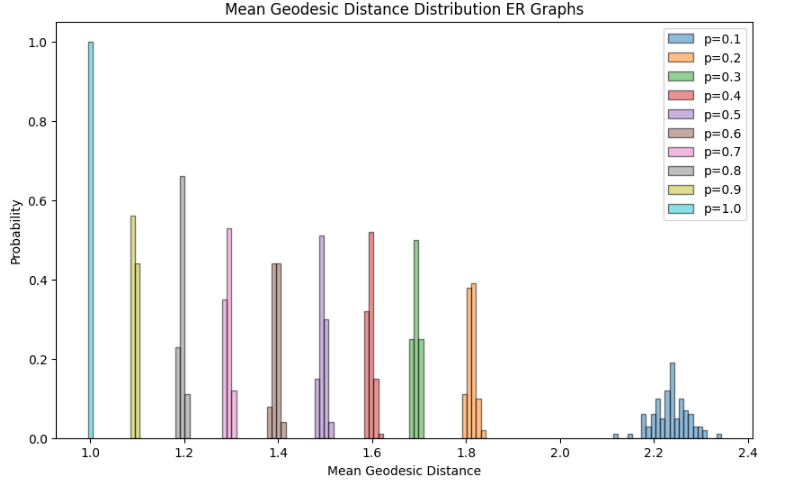 Mean Geodesic Distance Distribution ER Graphs
Probability
1.0
0.8
0.6
0.4
0.2
0.0
p=0.1
p=0.2
p=0.3
p=0.4
p=0.5
p=0.6
p=0.7
p=0.8
p=0.9
p=1.0
1.0 1.2 1.4 1.6 1.8 2.0 2.2 2.4
Mean Geodesic Distance